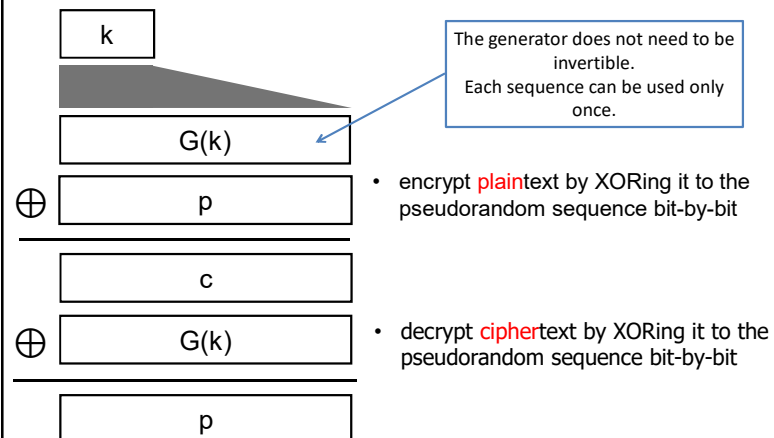 k
The generator does not need to be
invertible.
Each sequence can be used only
once.
G(k)
⊕
p
• encrypt plaintext by XORing it to the
pseudorandom sequence bit-by-bit
c
⊕
G(k)
• decrypt ciphertext by XORing it to the
pseudorandom sequence bit-by-bit
p